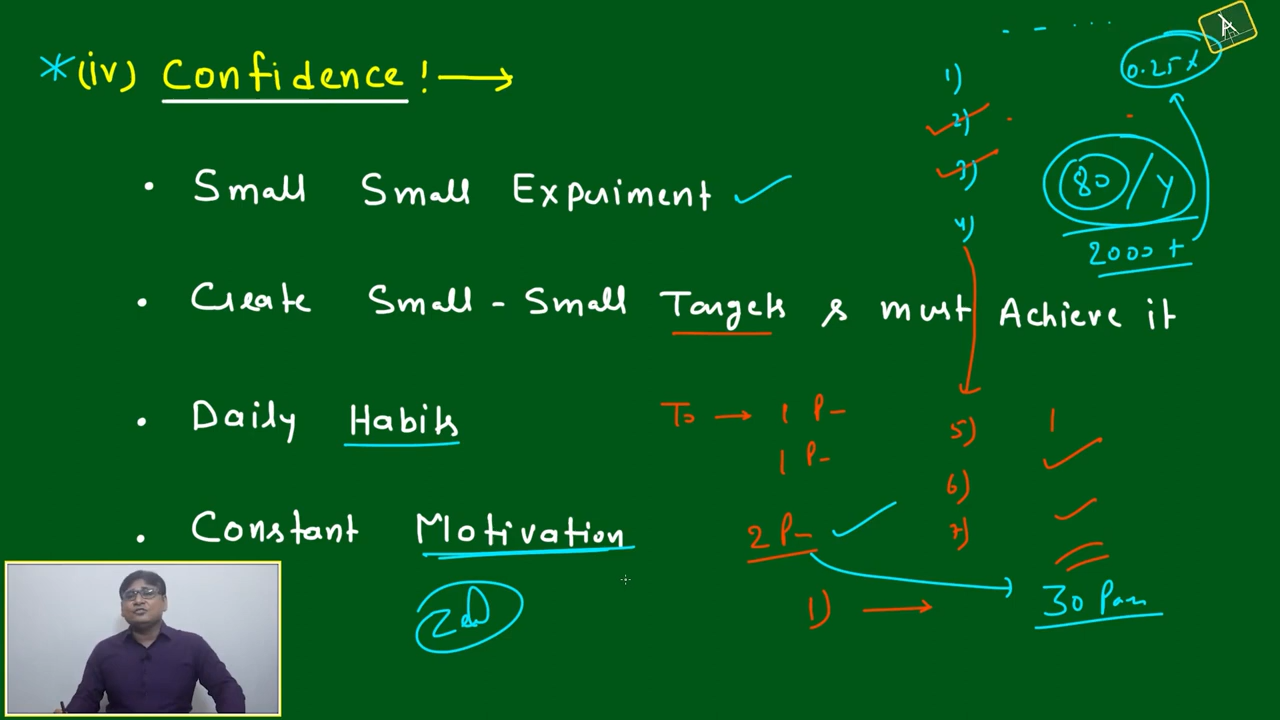 *(iv) Confidence! →
• Small Small Experiment ✓
• Create Small-Small Targets & must Achieve it
• Daily Habits
• Constant Motivation
To → 1 P-
1 P-
2 P- ✓
1) →
1)
2)
3)
4)
5) 1
6)
7)
30 Pan
0.25x
80/Y
2000+
A